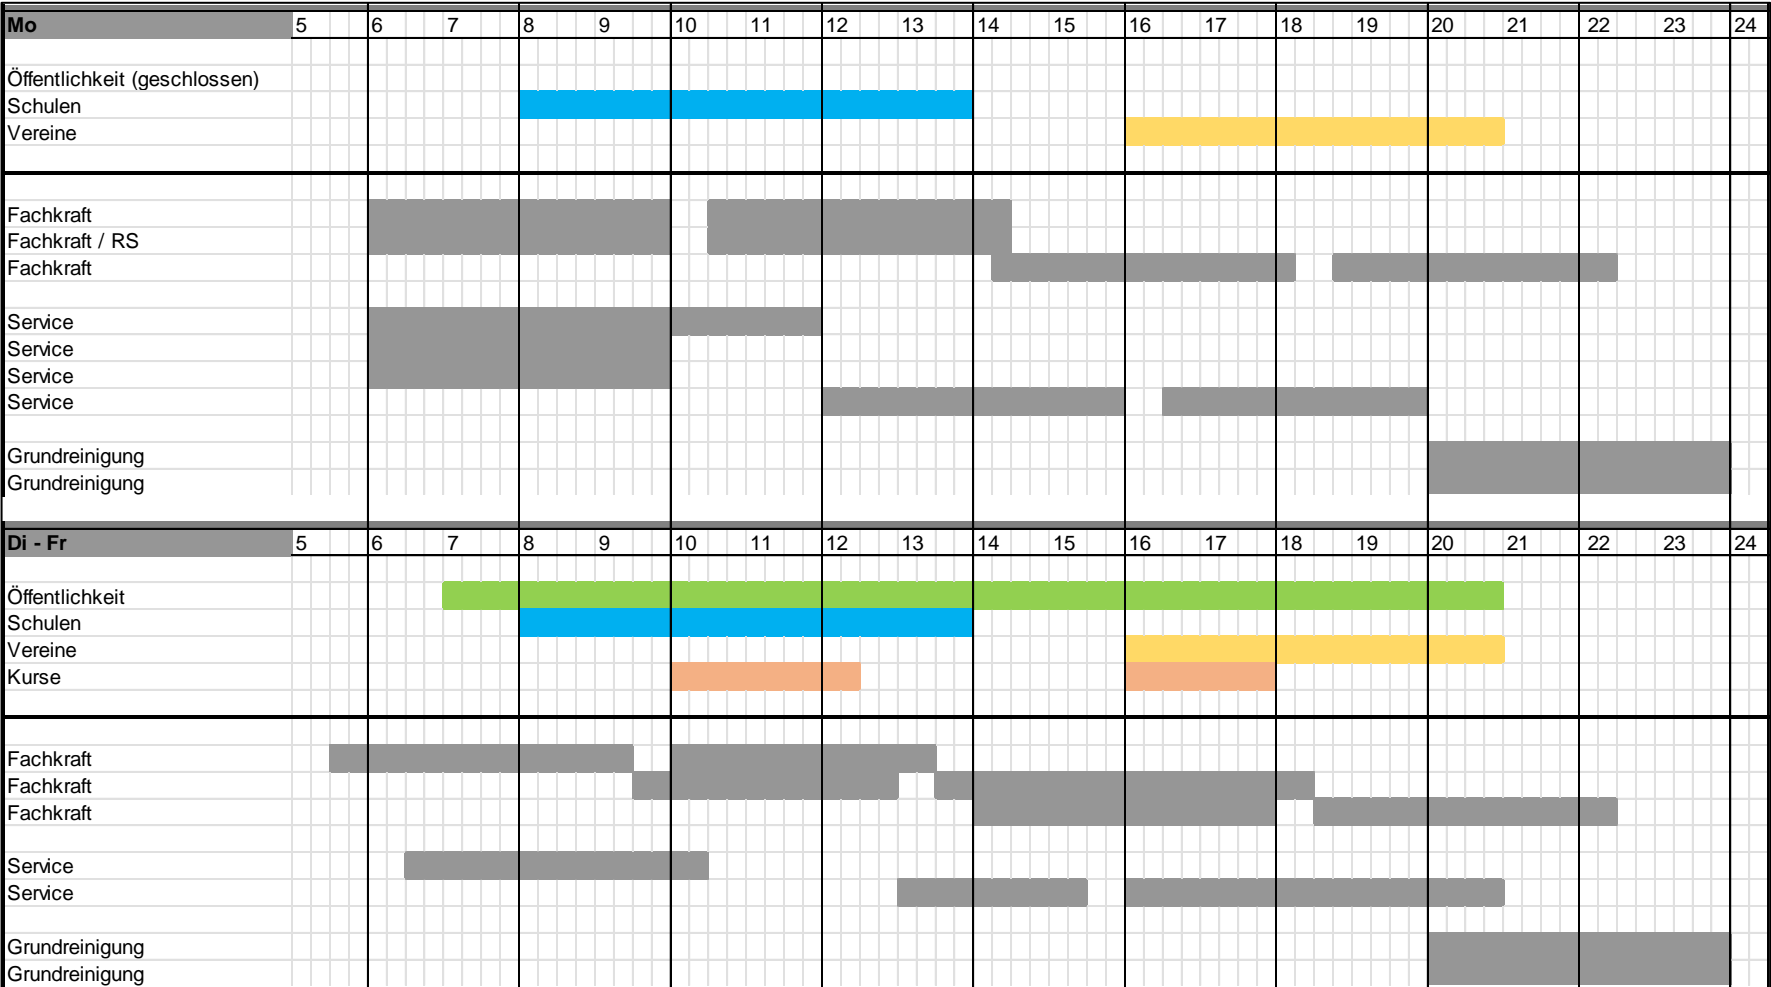 Mo 5 6 7 8 9 10 11 12 13 14 15 16 17 18 19 20 21 22 23 24
Öffentlichkeit (geschlossen)
Schulen
Vereine
Fachkraft
Fachkraft / RS
Fachkraft
Service
Service
Service
Service
Grundreinigung
Grundreinigung
Di - Fr 5 6 7 8 9 10 11 12 13 14 15 16 17 18 19 20 21 22 23 24
Öffentlichkeit
Schulen
Vereine
Kurse
Fachkraft
Fachkraft
Fachkraft
Service
Service
Grundreinigung
Grundreinigung